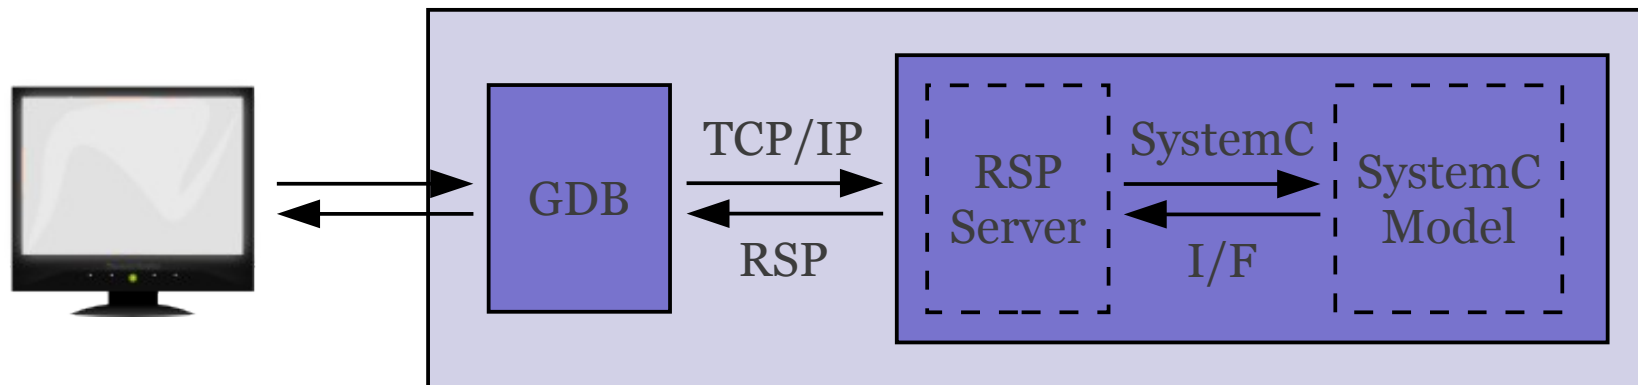 GDB
TCP/IP
RSP
RSP
Server
SystemC
I/F
SystemC
Model